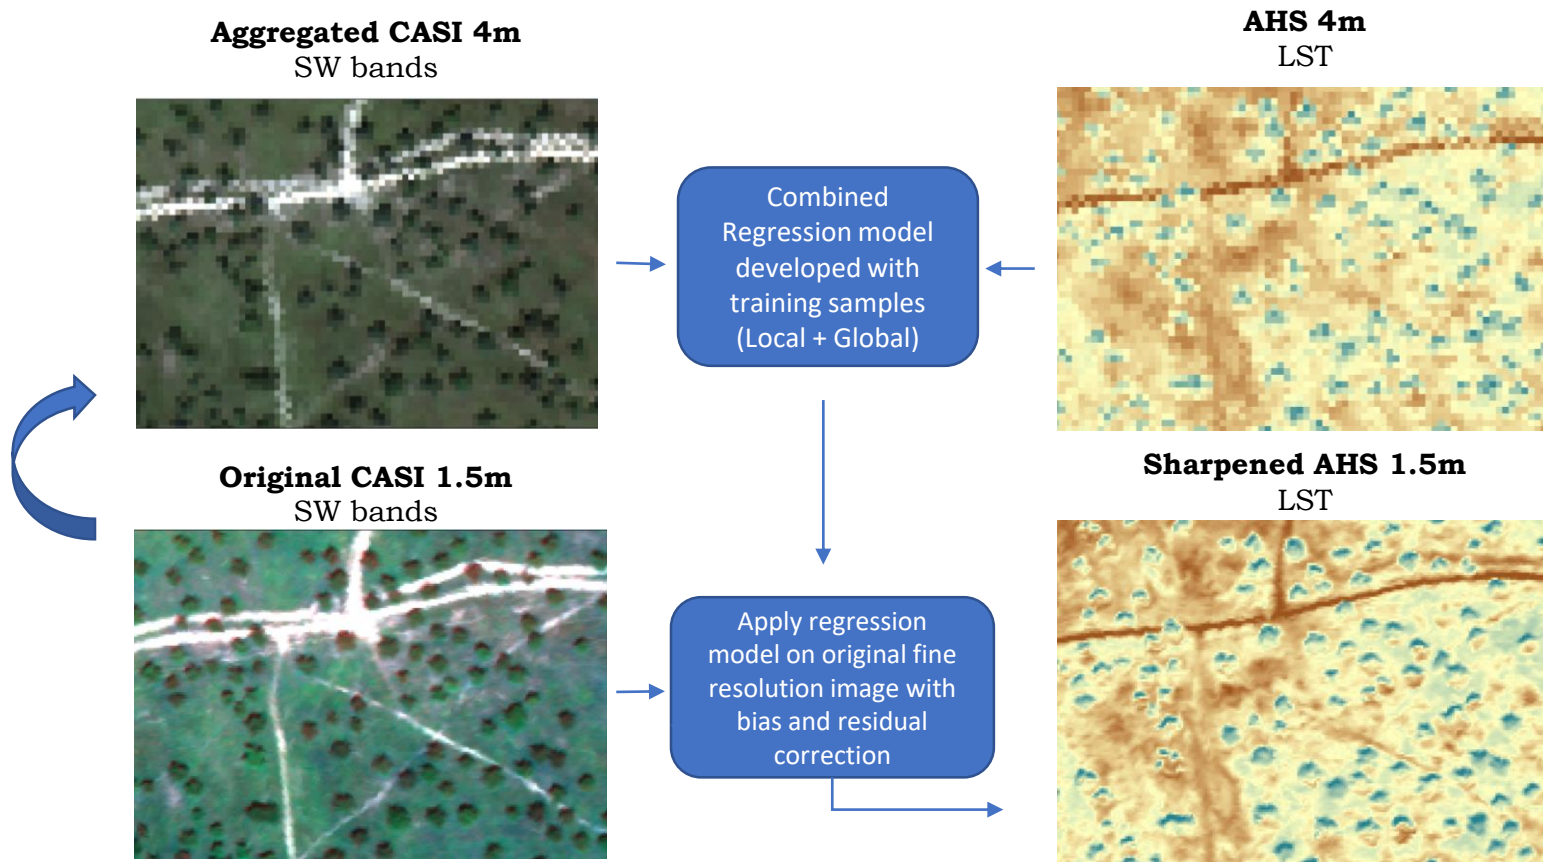 Aggregated CASI 4m
SW bands
AHS 4m
LST
Combined
Regression model
developed with
training samples
(Local + Global)
Original CASI 1.5m
SW bands
Sharpened AHS 1.5m
LST
Apply regression
model on original fine
resolution image with
bias and residual
correction